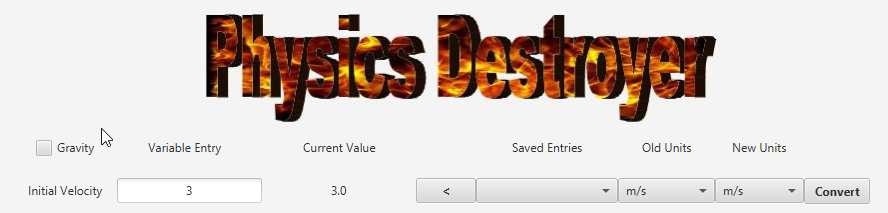 Physics Destroyer
Gravity Variable Entry Current Value Saved Entries Old Units New Units
Initial Velocity 3 3.0 < m/s m/s Convert